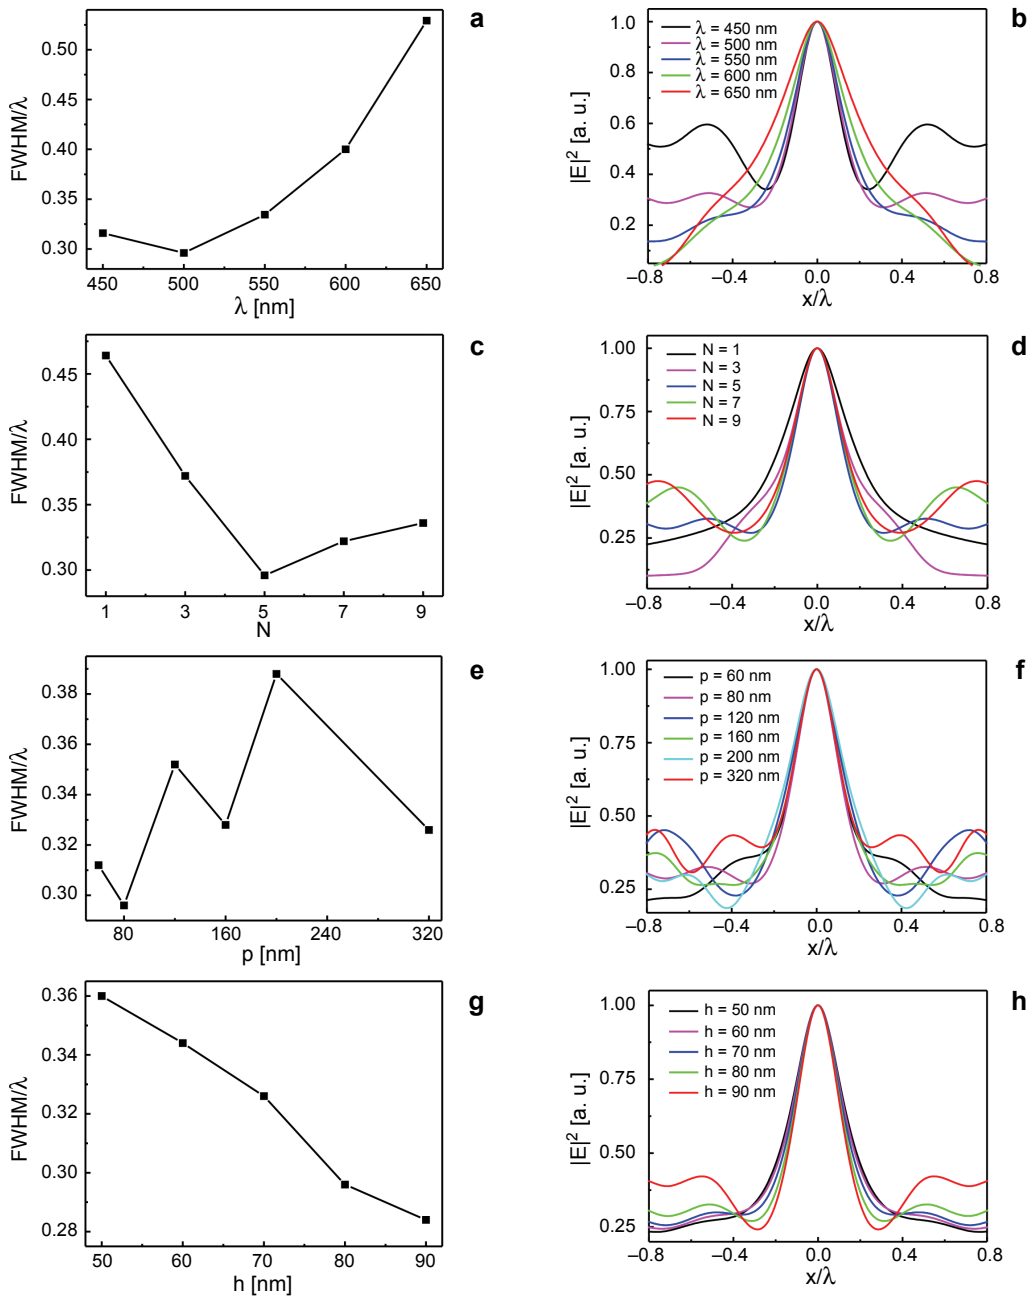 a
0.50
0.45
0.40
0.35
0.30
FWHM/λ
450 500 550 600 650
λ [nm]
b
λ = 450 nm
λ = 500 nm
λ = 550 nm
λ = 600 nm
λ = 650 nm
1.0
0.8
0.6
0.4
0.2
|E|² [a. u.]
–0.8 –0.4 0.0 0.4 0.8
x/λ
c
0.45
0.40
0.35
0.30
FWHM/λ
1 3 5 7 9
N
d
N = 1
N = 3
N = 5
N = 7
N = 9
1.00
0.75
0.50
0.25
|E|² [a. u.]
–0.8 –0.4 0.0 0.4 0.8
x/λ
e
0.38
0.36
0.34
0.32
0.30
FWHM/λ
80 160 240 320
p [nm]
f
p = 60 nm
p = 80 nm
p = 120 nm
p = 160 nm
p = 200 nm
p = 320 nm
1.00
0.75
0.50
0.25
|E|² [a. u.]
–0.8 –0.4 0.0 0.4 0.8
x/λ
g
0.36
0.34
0.32
0.30
0.28
FWHM/λ
50 60 70 80 90
h [nm]
h
h = 50 nm
h = 60 nm
h = 70 nm
h = 80 nm
h = 90 nm
1.00
0.75
0.50
0.25
|E|² [a. u.]
–0.8 –0.4 0.0 0.4 0.8
x/λ